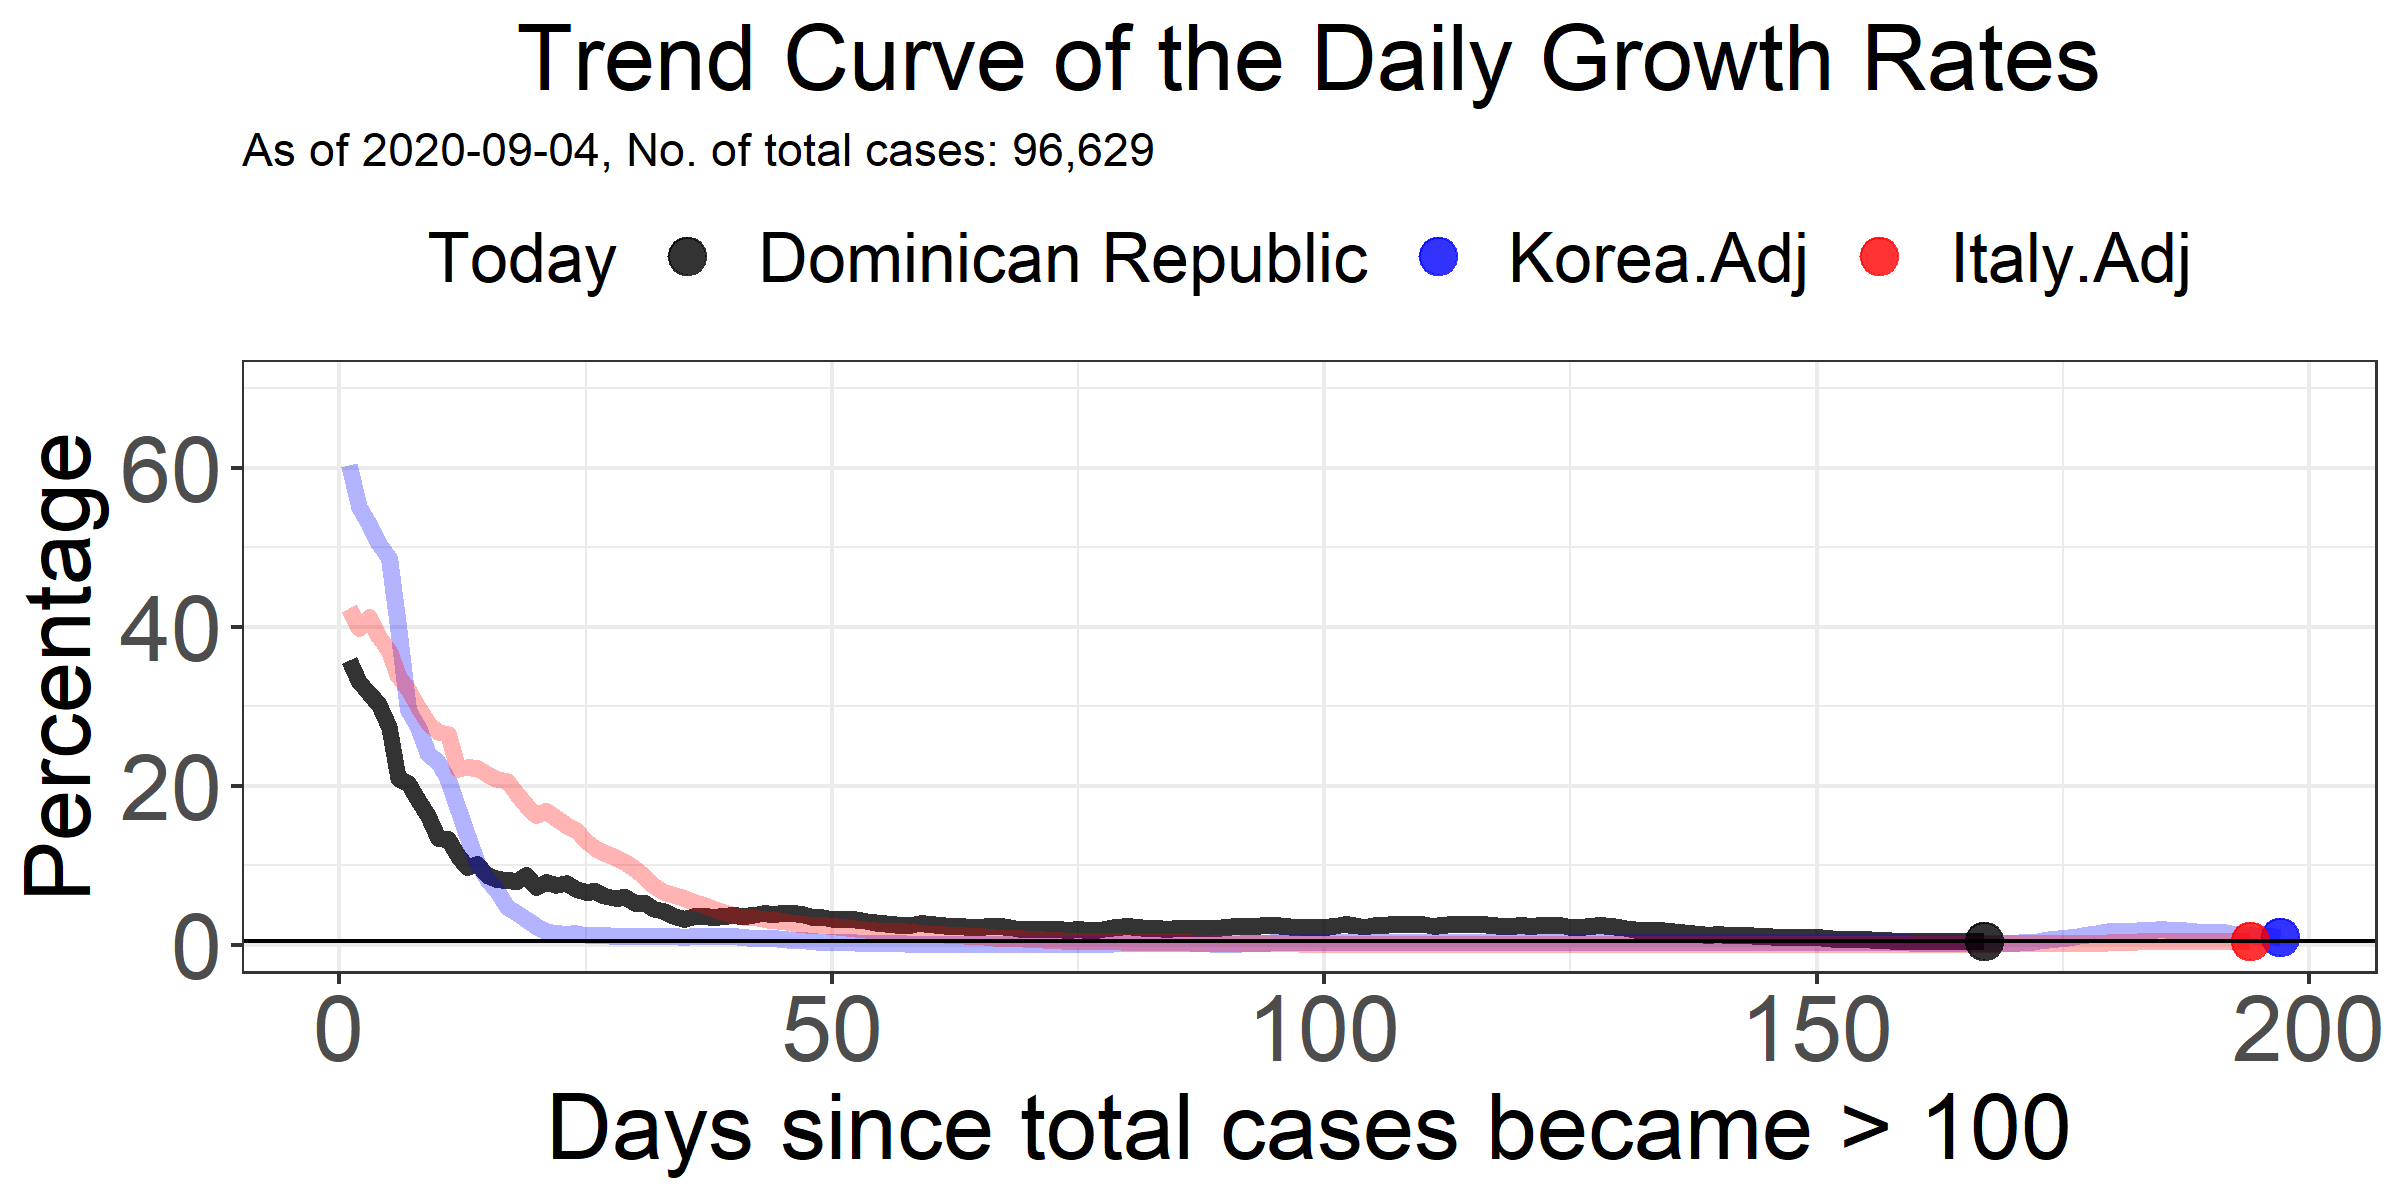 Trend Curve of the Daily Growth Rates
As of 2020-09-04, No. of total cases: 96,629
Today Dominican Republic Korea.Adj Italy.Adj
Percentage
60
40
20
0
0 50 100 150 200
Days since total cases became > 100